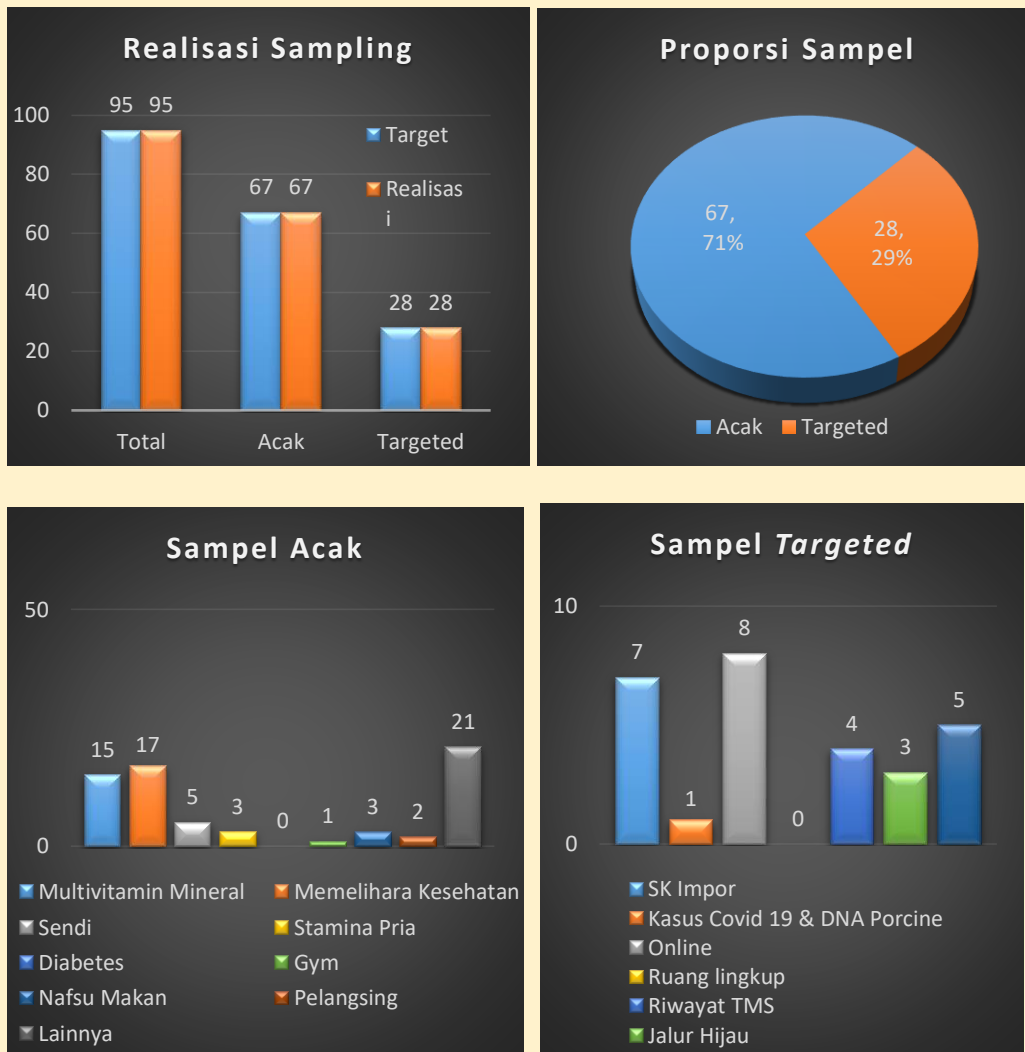 Realisasi Sampling
95 95
67 67
28 28
100
80
60
40
20
0
Total Acak Targeted
Target
Realisas
i
Proporsi Sampel
67,
71%
28,
29%
Acak Targeted
Sampel Acak
50
0
15 17 5 3 0 1 3 2 21
Multivitamin Mineral Memelihara Kesehatan
Sendi Stamina Pria
Diabetes Gym
Nafsu Makan Pelangsing
Lainnya
Sampel Targeted
10
0
7 1 8 0 4 3 5
SK Impor
Kasus Covid 19 & DNA Porcine
Online
Ruang lingkup
Riwayat TMS
Jalur Hijau